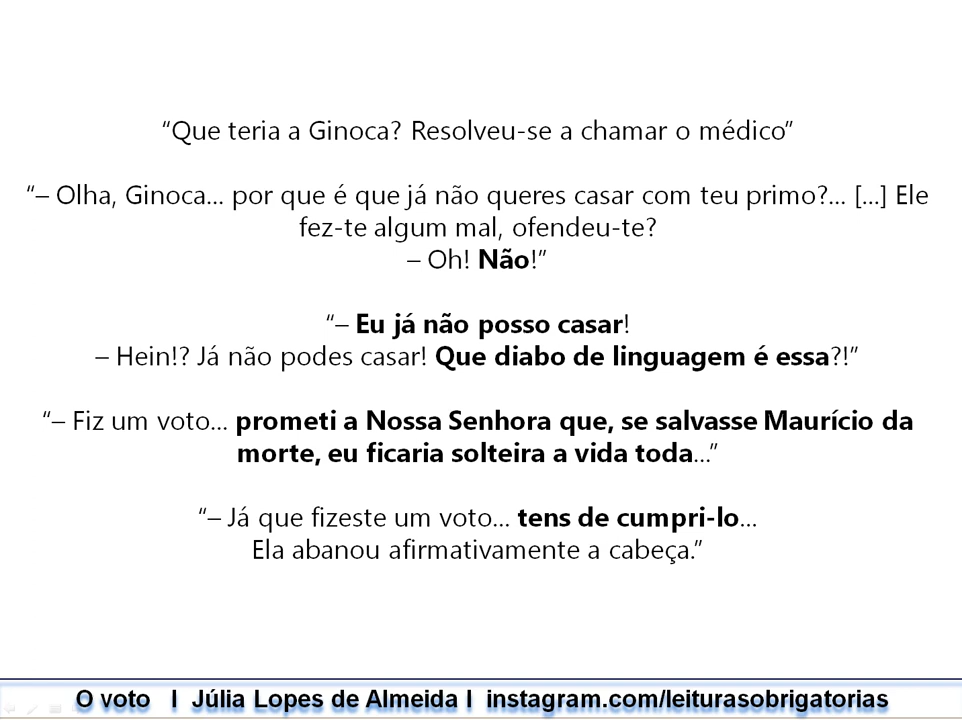 “Que teria a Ginoca? Resolveu-se a chamar o médico”
“– Olha, Ginoca... por que é que já não queres casar com teu primo?... [...] Ele
fez-te algum mal, ofendeu-te?
– Oh! Não!”
“– Eu já não posso casar!
– Hein!? Já não podes casar! Que diabo de linguagem é essa?!”
“– Fiz um voto... prometi a Nossa Senhora que, se salvasse Maurício da
morte, eu ficaria solteira a vida toda...”
“– Já que fizeste um voto... tens de cumpri-lo...
Ela abanou afirmativamente a cabeça.”
O voto I Júlia Lopes de Almeida I instagram.com/leiturasobrigatorias